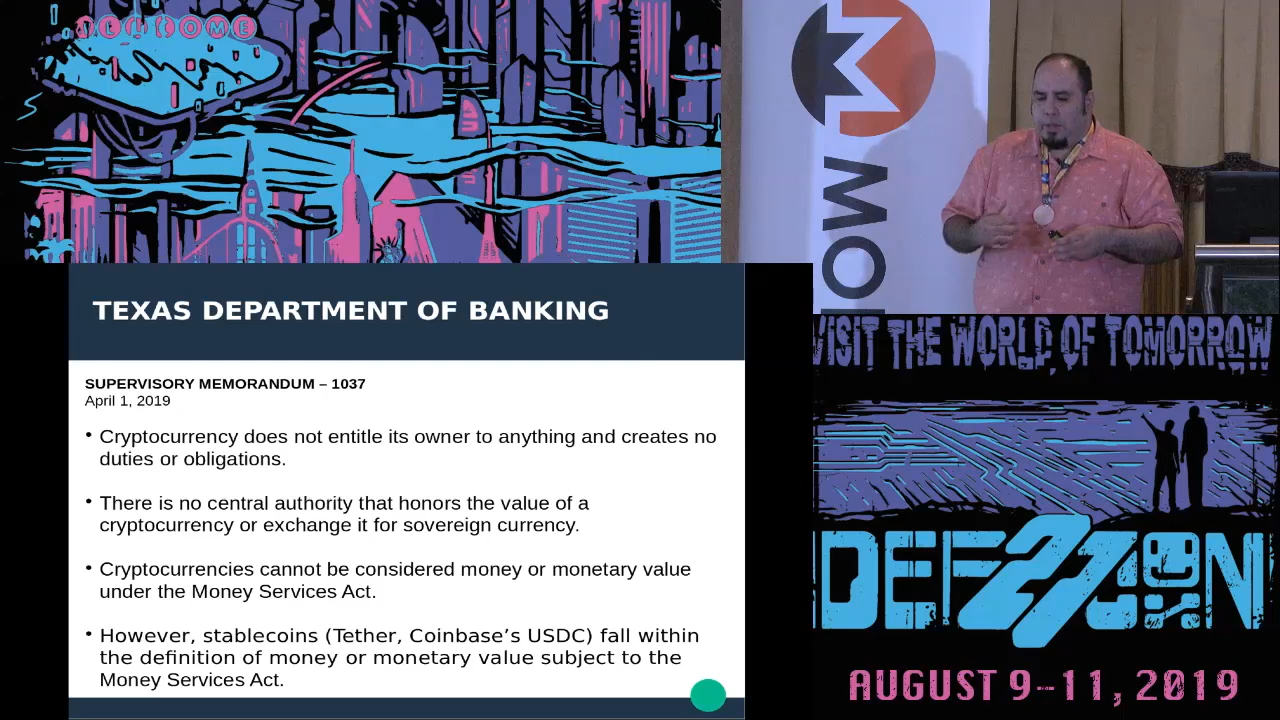 WELCOME
MO
TEXAS DEPARTMENT OF BANKING
SUPERVISORY MEMORANDUM – 1037
April 1, 2019
• Cryptocurrency does not entitle its owner to anything and creates no
duties or obligations.
• There is no central authority that honors the value of a
cryptocurrency or exchange it for sovereign currency.
• Cryptocurrencies cannot be considered money or monetary value
under the Money Services Act.
• However, stablecoins (Tether, Coinbase’s USDC) fall within
the definition of money or monetary value subject to the
Money Services Act.
VISIT THE WORLD OF TOMORROW
DEF27CON
AUGUST 9-11, 2019